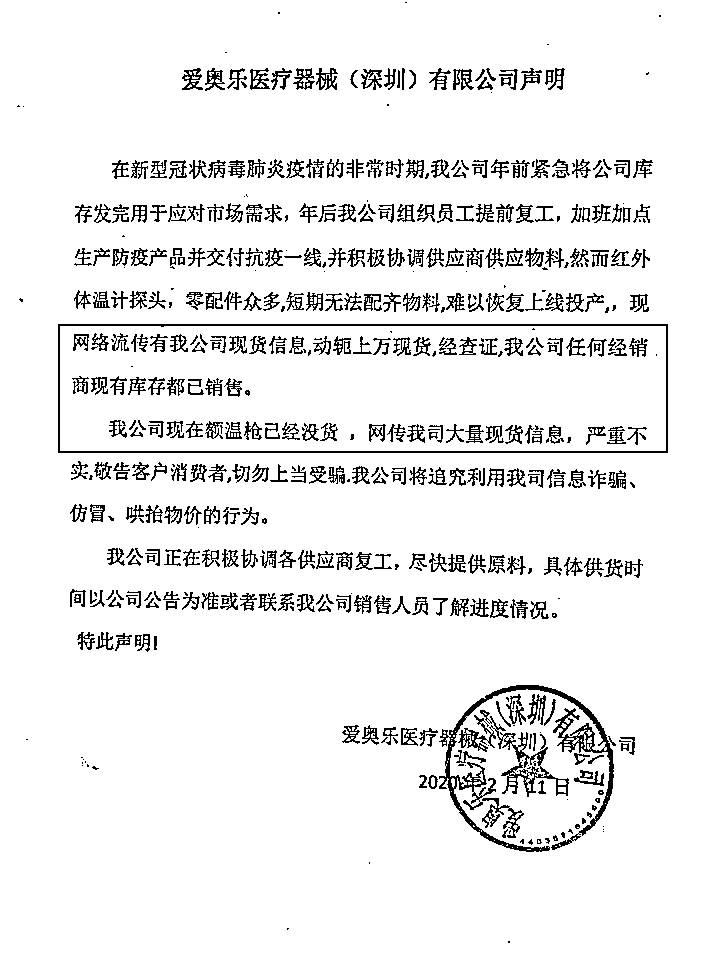 爱奥乐医疗器械（深圳）有限公司声明
在新型冠状病毒肺炎疫情的非常时期,我公司年前紧急将公司库
存发完用于应对市场需求，年后我公司组织员工提前复工，加班加点
生产防疫产品并交付抗疫一线,并积极协调供应商供应物料,然而红外
体温计探头，零配件众多,短期无法配齐物料,难以恢复上线投产,，现
网络流传有我公司现货信息,动轭上万现货,经查证,我公司任何经销
商现有库存都已销售。
我公司现在额温枪已经没货 ，网传我司大量现货信息，严重不
实,敬告客户消费者,切勿上当受骗.我公司将追究利用我司信息诈骗、
仿冒、哄抬物价的行为。
我公司正在积极协调各供应商复工，尽快提供原料，具体供货时
间以公司公告为准或者联系我公司销售人员了解进度情况。
特此声明!
爱奥乐医疗器械（深圳）有限公司
2020年2月11日
爱奥乐医疗器械(深圳)有限公司